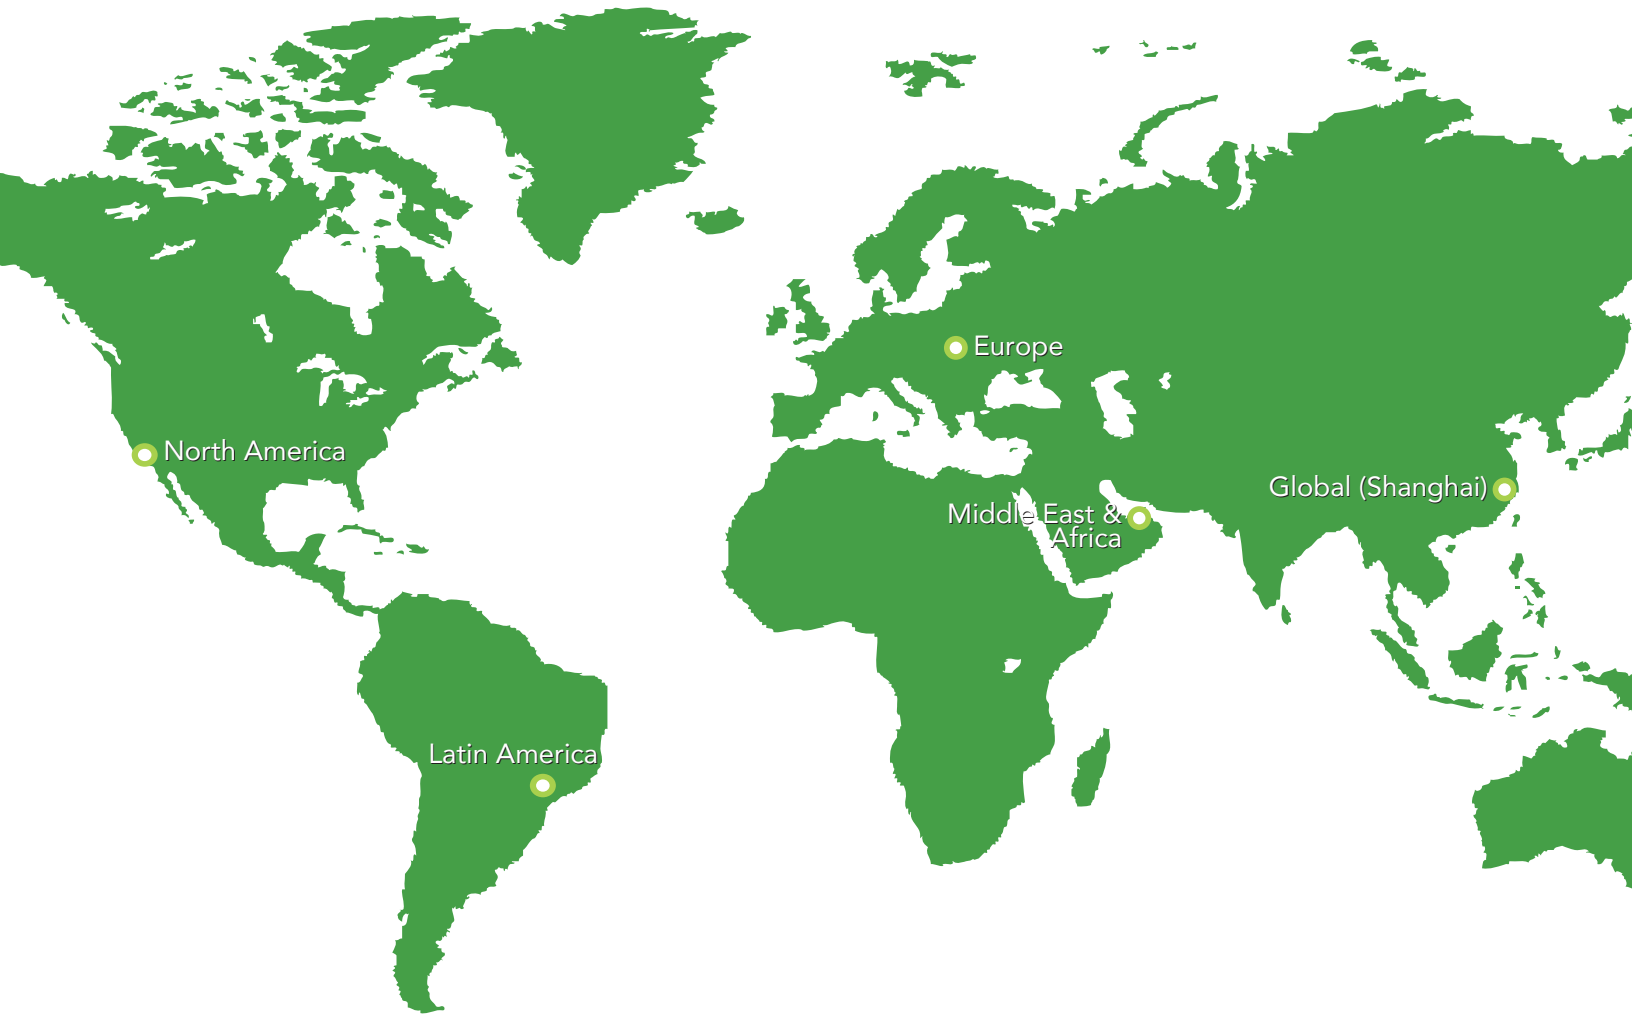 Europe
North America
Global (Shanghai)
Middle East &
Africa
Latin America